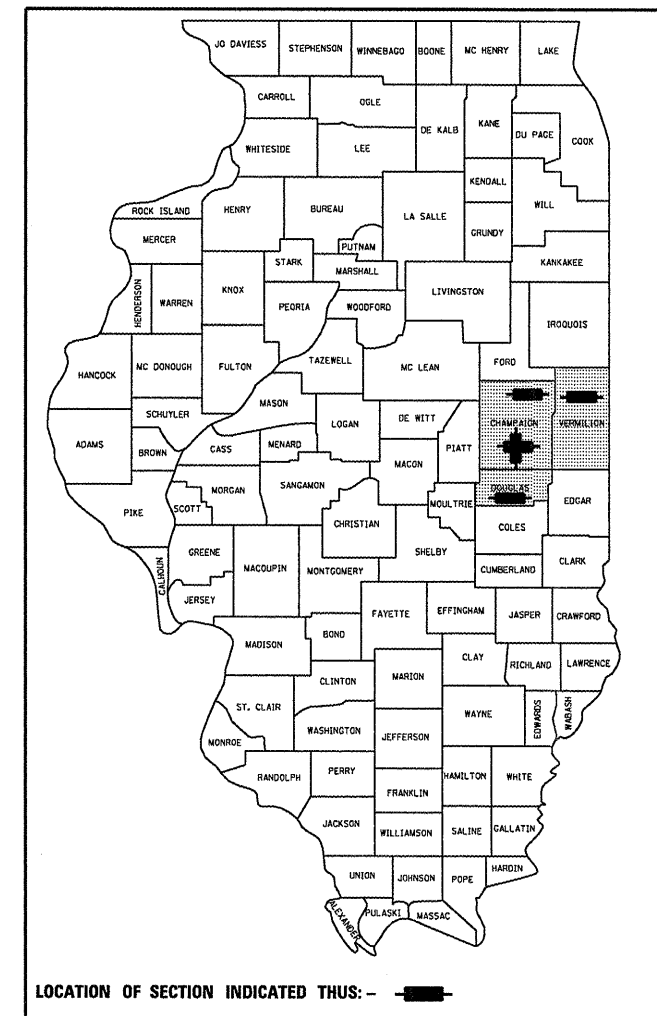 JO DAVIESS STEPHENSON WINNEBAGO BOONE MC HENRY LAKE
CARROLL OGLE DE KALB KANE DU PAGE COOK
WHITESIDE LEE
KENDALL WILL
ROCK ISLAND HENRY BUREAU LA SALLE GRUNDY
MERCER PUTNAM KANKAKEE
STARK MARSHALL
HENDERSON WARREN KNOX PEORIA WOODFORD LIVINGSTON IROQUOIS
HANCOCK MC DONOUGH FULTON TAZEWELL MC LEAN FORD
SCHUYLER MASON LOGAN DE WITT CHAMPAIGN VERMILION
ADAMS BROWN CASS MENARD MACON PIATT
PIKE SCOTT MORGAN SANGAMON CHRISTIAN MOULTRIE DOUGLAS EDGAR
COLES
CALHOUN GREENE MACOUPIN MONTGOMERY SHELBY CUMBERLAND CLARK
JERSEY FAYETTE EFFINGHAM JASPER CRAWFORD
MADISON BOND CLAY RICHLAND LAWRENCE
CLINTON MARION
ST. CLAIR WASHINGTON WAYNE EDWARDS WABASH
MONROE JEFFERSON
RANDOLPH PERRY HAMILTON WHITE
FRANKLIN
JACKSON WILLIAMSON SALINE GALLATIN
UNION JOHNSON POPE HARDIN
ALEXANDER PULASKI MASSAC
LOCATION OF SECTION INDICATED THUS: –